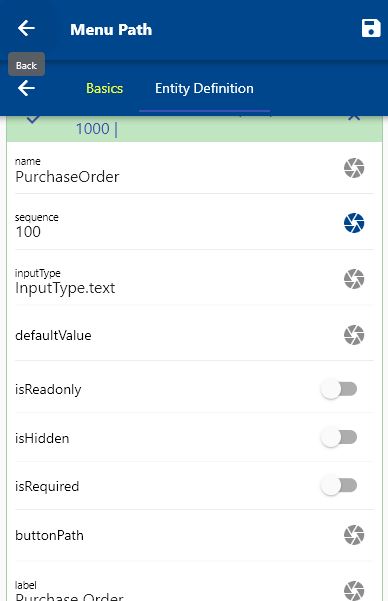 Menu Path
Back
Basics
Entity Definition
1000 |
name
PurchaseOrder
sequence
100
inputType
InputType.text
defaultValue
isReadonly
isHidden
isRequired
buttonPath
label
Purchase Order